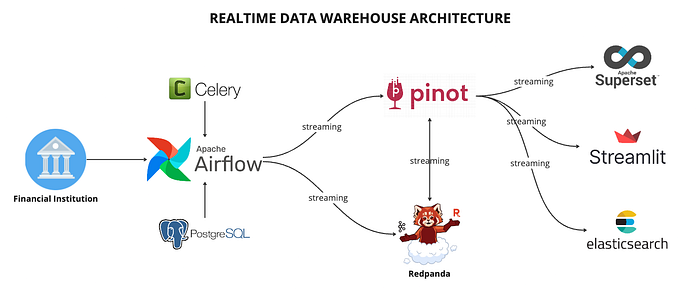 REALTIME DATA WAREHOUSE ARCHITECTURE
C Celery
Financial Institution
APACHE
Airflow
PostgreSQL
streaming
streaming
p pinot
streaming
R
Redpanda
streaming
streaming
streaming
Apache
Superset
Streamlit
elasticsearch